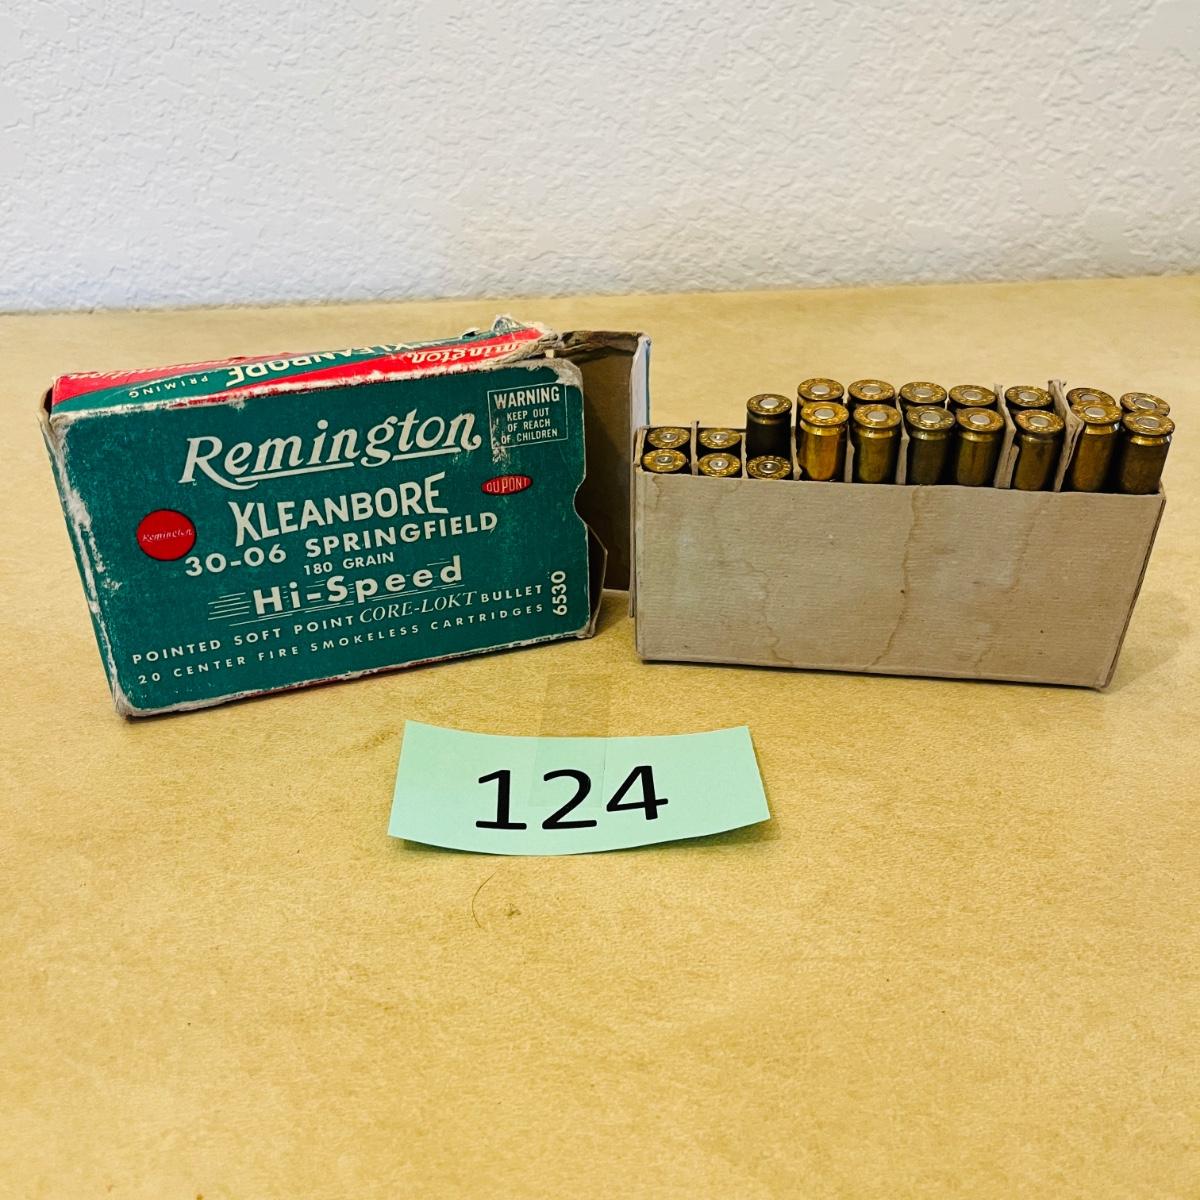 Remington
KLEANBORE
PRIMING
WARNING
KEEP OUT
OF REACH
OF CHILDREN
Remington
DU PONT
KLEANBORE
Remington
30-06 SPRINGFIELD
180 GRAIN
Hi-Speed
POINTED SOFT POINT CORE-LOKT BULLET
20 CENTER FIRE SMOKELESS CARTRIDGES
6530
124